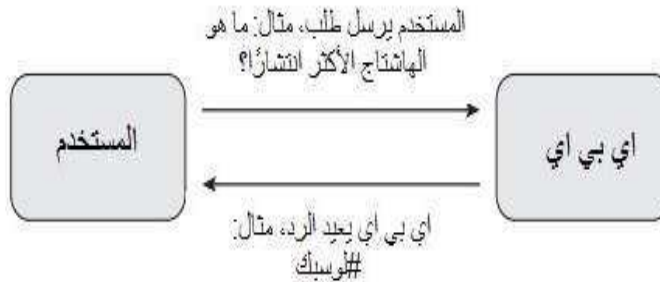 المستخدم يرسل طلب، مثال: ما هو
الهاشتاج الأكثر انتشارًا؟
المستخدم
اي بي اي
اي بي اي يعيد الرد، مثال:
#لوسبك